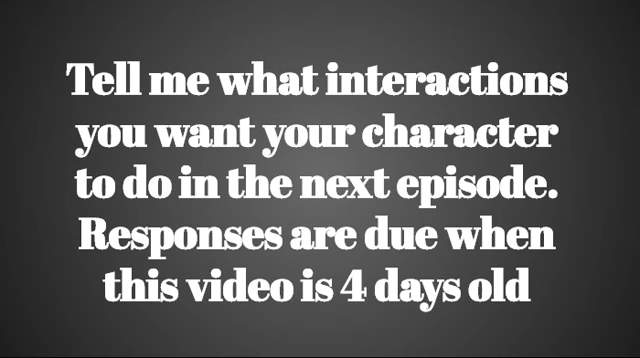 Tell me what interactions
you want your character
to do in the next episode.
Responses are due when
this video is 4 days old